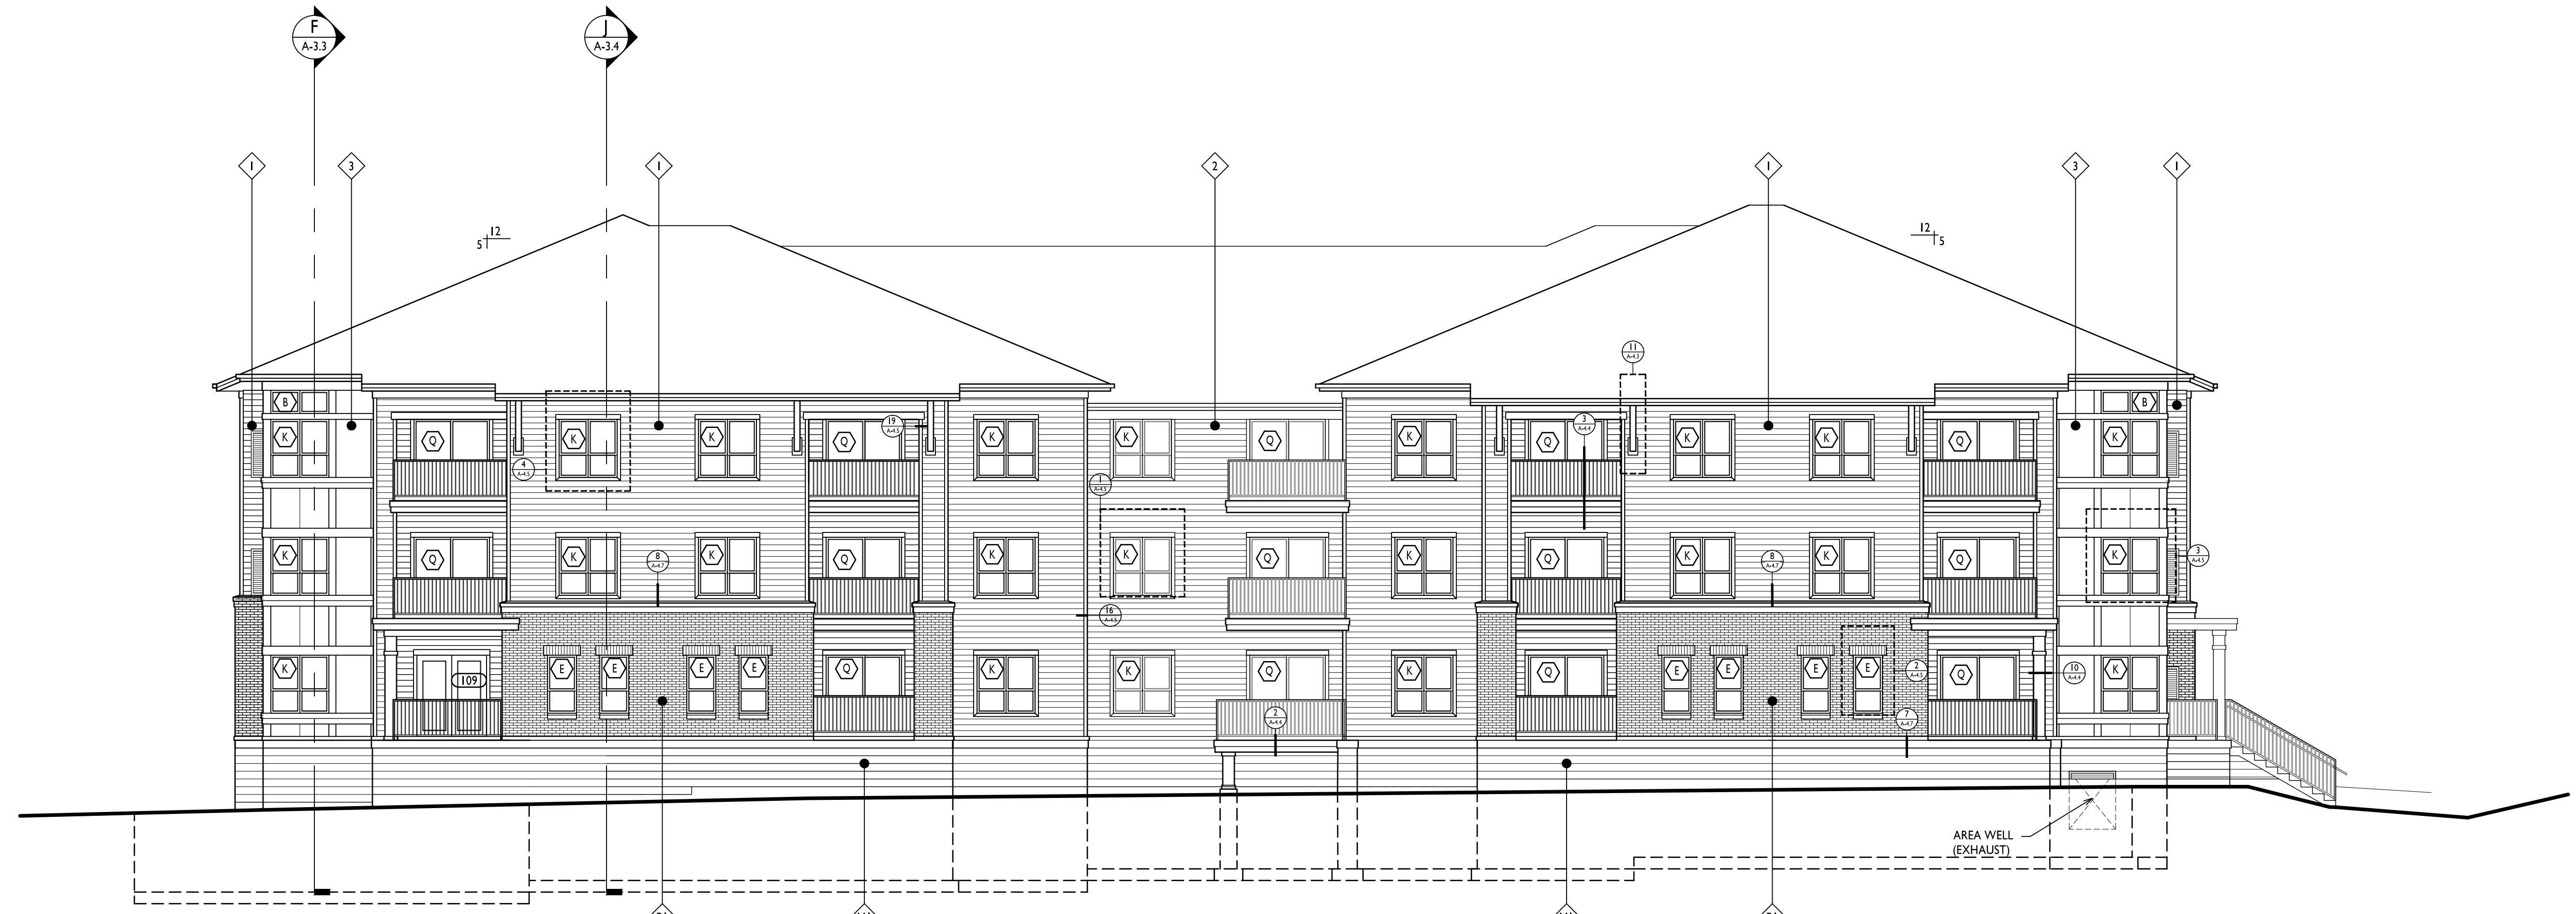 F
A-3.3
J
A-3.4
1 3 1 2 1 3 1
12
5
12
5
11
A-4.3
B B
K Q K K Q K K Q K Q K K Q K
19
A-4.5
3
A-4.4
4
A-4.5
1
A-4.5
K Q K K Q K K Q K Q K K Q K
8
A-4.7
8
A-4.7
3
A-4.5
16
A-4.5
K 109 E E E E Q K K Q K Q E E E E Q K
2
A-4.5
10
A-4.4
2
A-4.4
7
A-4.7
AREA WELL
(EXHAUST)